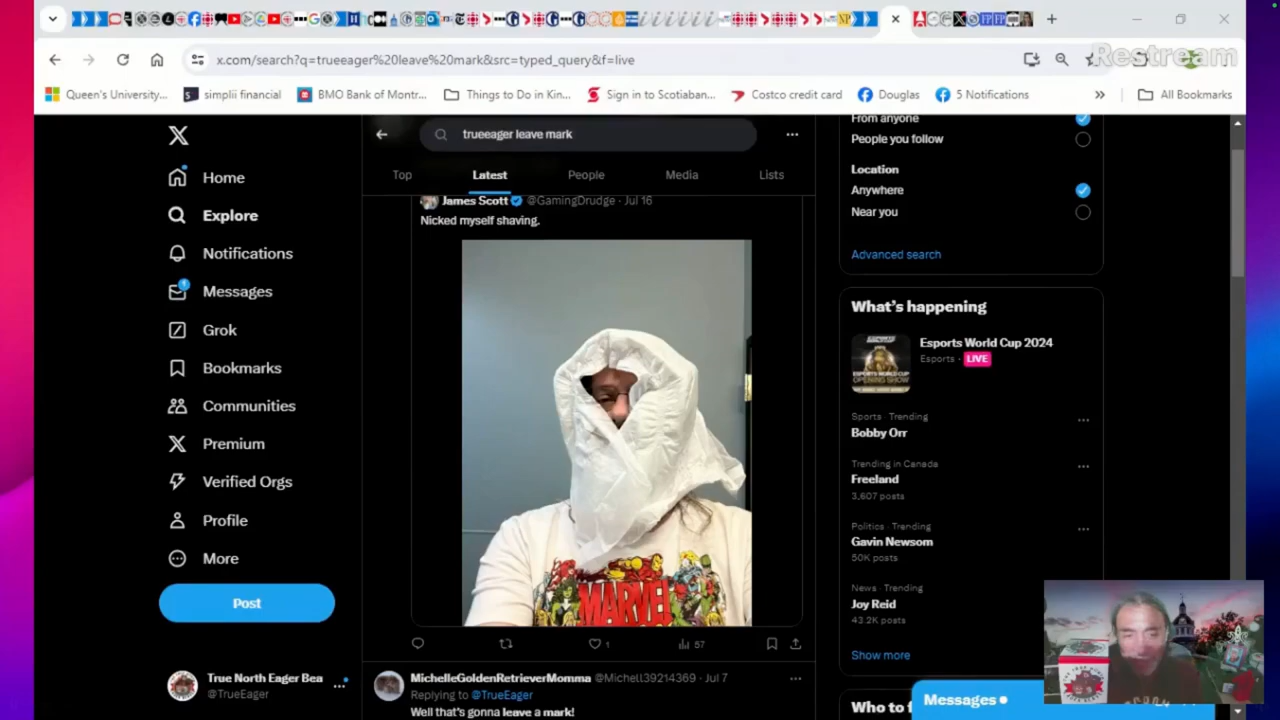 x.com/search?q=trueeager%20leave%20mark&src=typed_query&f=live
Restream
Queen's University...
simplii financial
BMO Bank of Montr...
Things to Do in Kin...
Sign in to Scotiaban...
Costco credit card
Douglas
5 Notifications
All Bookmarks
trueeager leave mark
Top
Latest
People
Media
Lists
Home
Explore
Notifications
Messages
Grok
Bookmarks
Communities
Premium
Verified Orgs
Profile
More
Post
True North Eager Bea
@TrueEager
James Scott @GamingDrudge · Jul 16
Nicked myself shaving.
MARVEL
1
57
MichelleGoldenRetrieverMomma @Michell39214369 · Jul 7
Replying to @TrueEager
Well that's gonna leave a mark!
From anyone
People you follow
Location
Anywhere
Near you
Advanced search
What's happening
Esports World Cup 2024
Esports · LIVE
Sports · Trending
Bobby Orr
Trending in Canada
Freeland
3,607 posts
Politics · Trending
Gavin Newsom
50K posts
News · Trending
Joy Reid
43.2K posts
Show more
Who to f
Messages